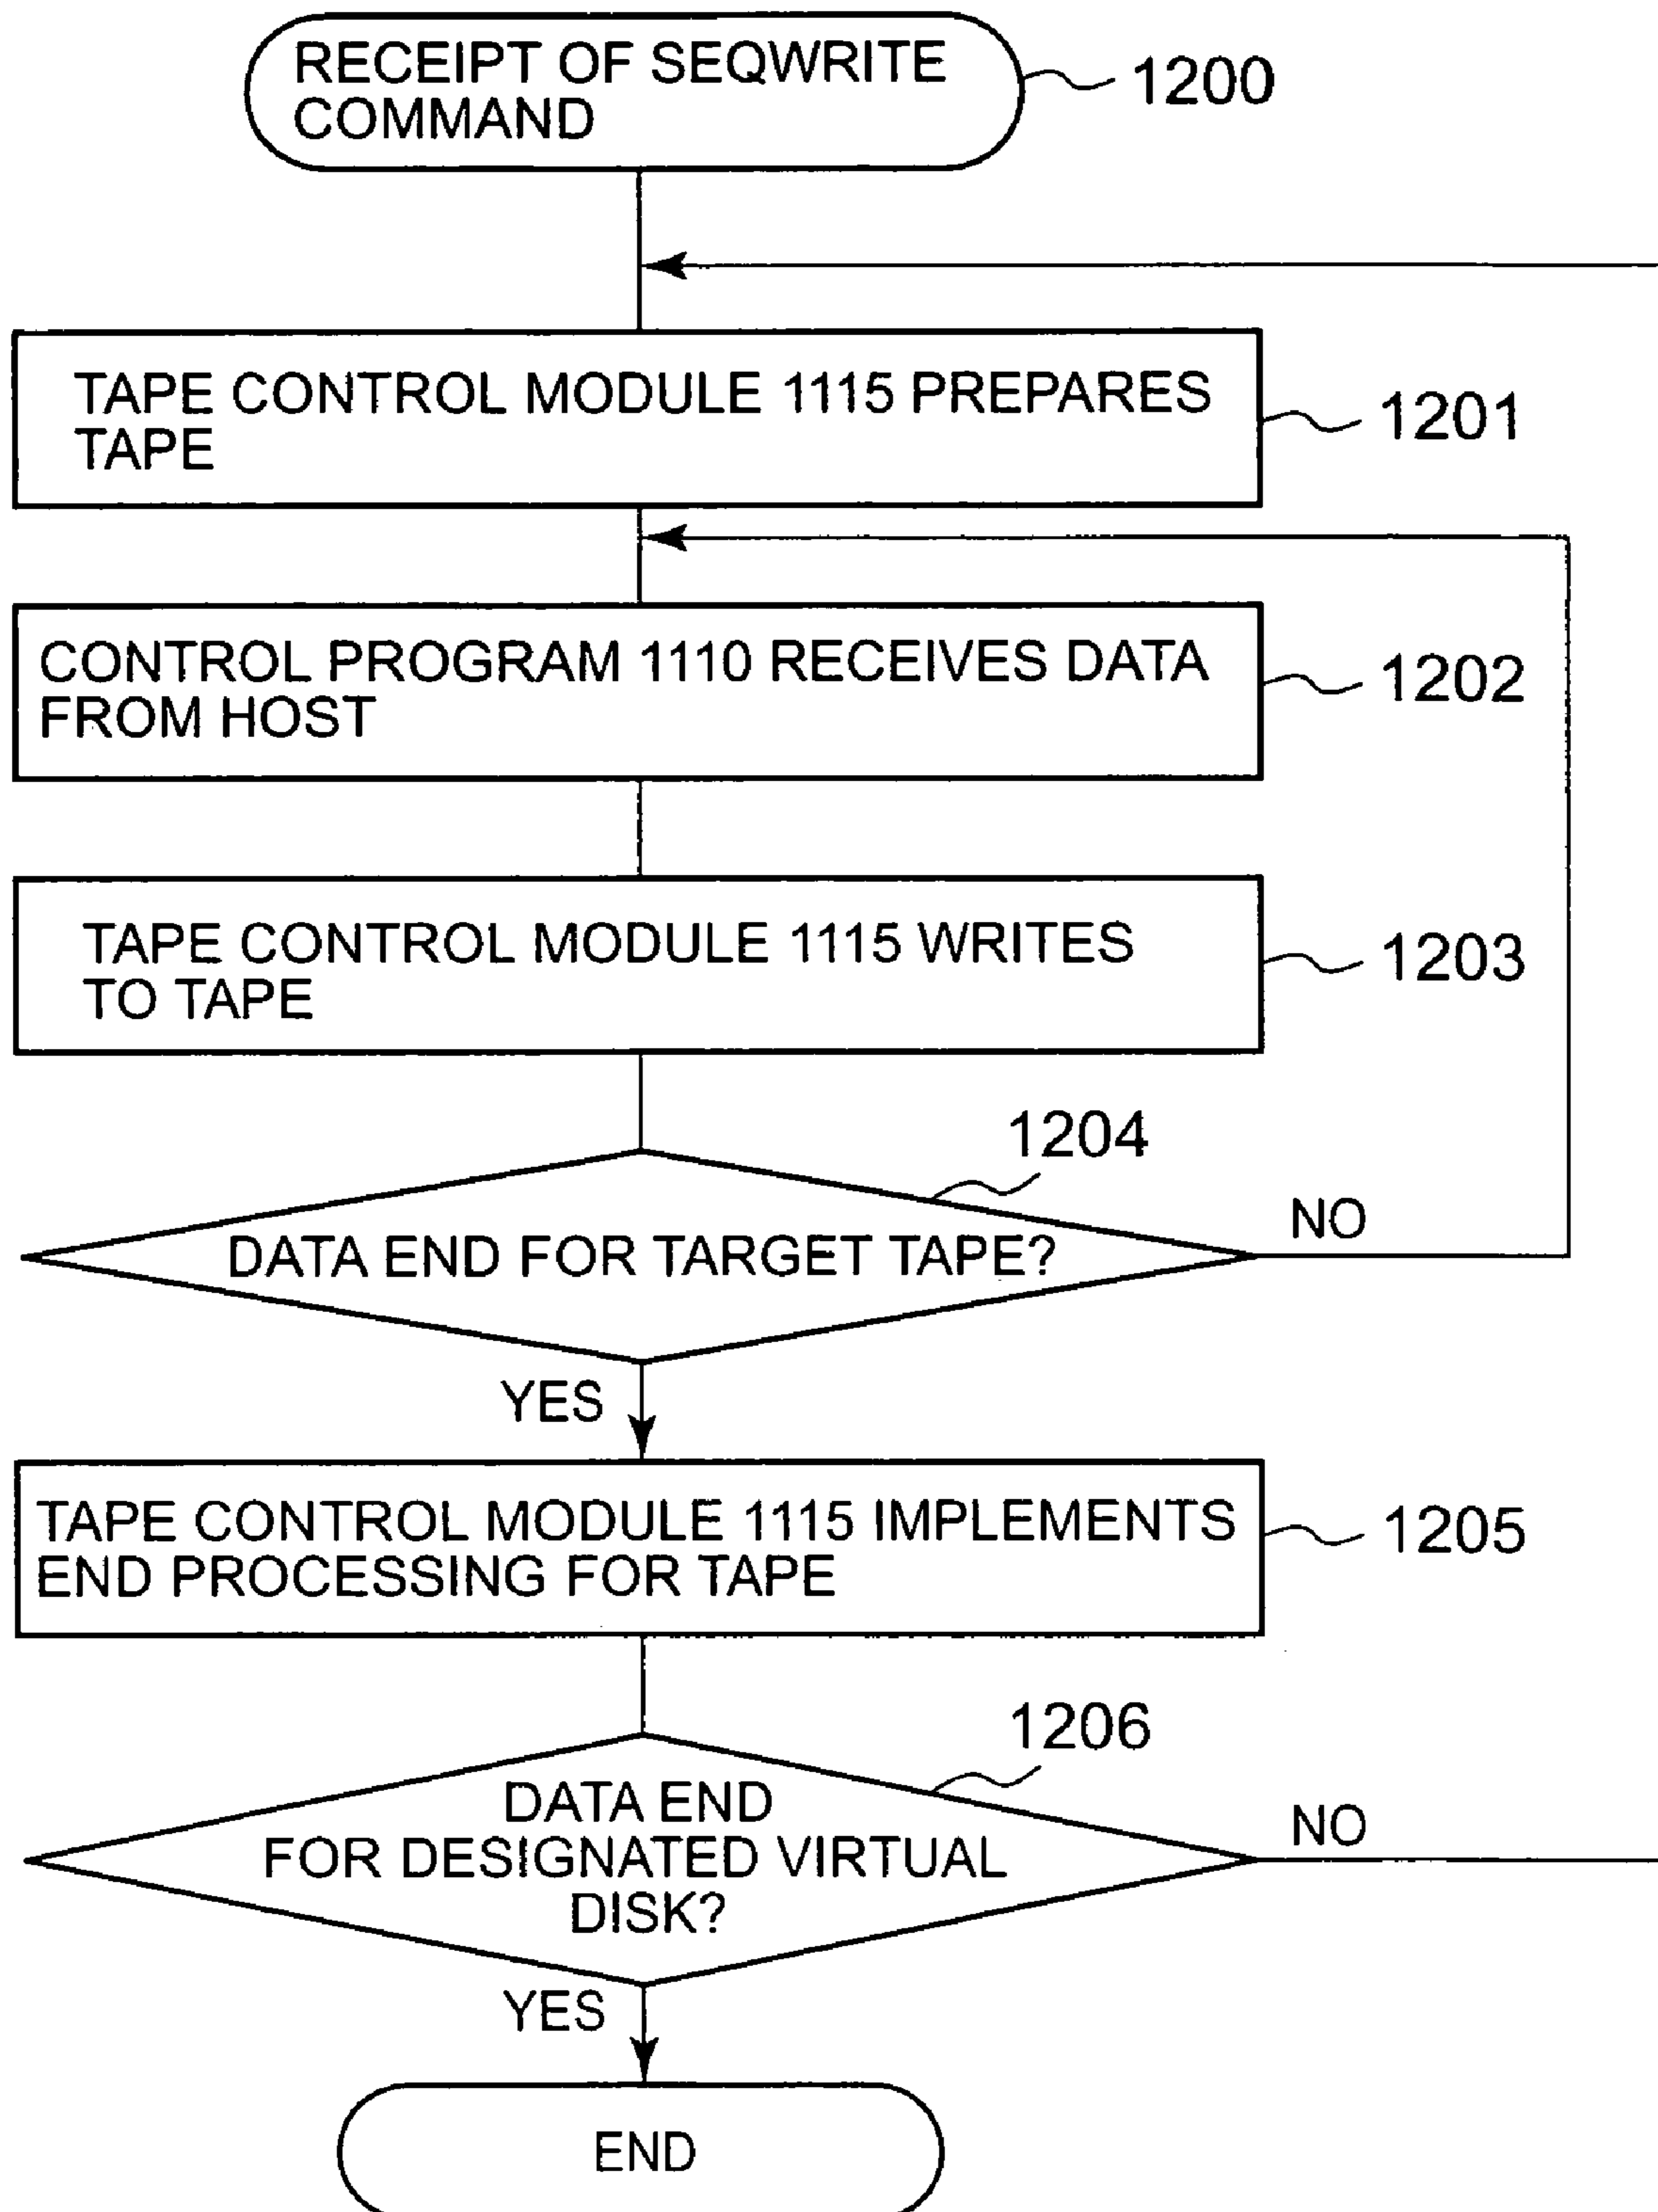 RECEIPT OF SEQWRITE
COMMAND
1200
TAPE CONTROL MODULE 1115 PREPARES
TAPE
1201
CONTROL PROGRAM 1110 RECEIVES DATA
FROM HOST
1202
TAPE CONTROL MODULE 1115 WRITES
TO TAPE
1203
1204
DATA END FOR TARGET TAPE?
NO
YES
TAPE CONTROL MODULE 1115 IMPLEMENTS
END PROCESSING FOR TAPE
1205
1206
DATA END
FOR DESIGNATED VIRTUAL
DISK?
NO
YES
END